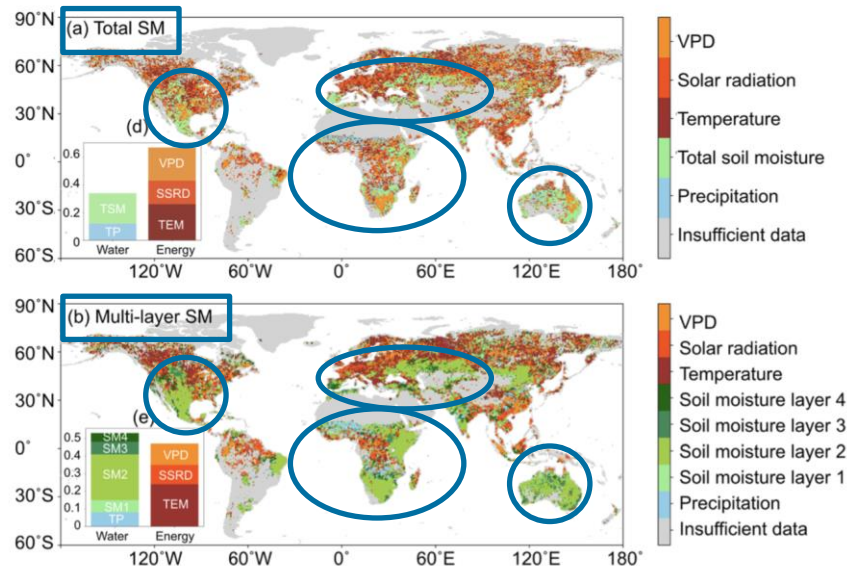 90°N
(a) Total SM
60°N
30°N
0°
30°S
60°S
(d)
0.6
0.4
0.2
0
TSM
TP
VPD
SSRD
TEM
Water
Energy
120°W
60°W
0°
60°E
120°E
180°
VPD
Solar radiation
Temperature
Total soil moisture
Precipitation
Insufficient data
90°N
(b) Multi-layer SM
60°N
30°N
0°
30°S
60°S
(e)
0.5
0.4
0.3
0.2
0.1
0
SM4
SM3
SM2
SM1
TP
VPD
SSRD
TEM
Water
Energy
120°W
60°W
0°
60°E
120°E
180°
VPD
Solar radiation
Temperature
Soil moisture layer 4
Soil moisture layer 3
Soil moisture layer 2
Soil moisture layer 1
Precipitation
Insufficient data